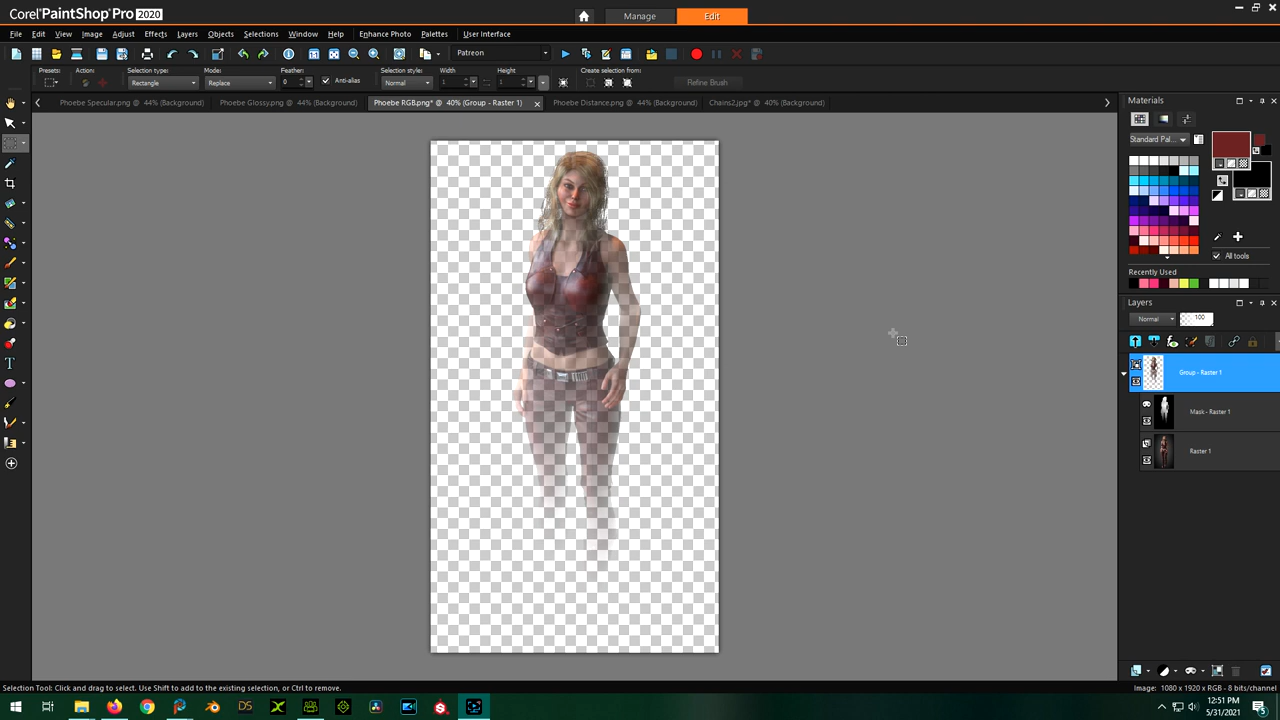 Corel® PaintShop® Pro 2020
Manage
Edit
File Edit View Image Adjust Effects Layers Objects Selections Window Help Enhance Photo Palettes User Interface
Patreon
Presets: Action: Selection type: Mode: Feather: Anti-alias Selection style: Width Height Create selection from:
Rectangle Replace 0 Normal 1 1 Refine Brush
Phoebe Specular.png @ 44% (Background)
Phoebe Glossy.png @ 44% (Background)
Phoebe RGB.png* @ 40% (Group - Raster 1)
Phoebe Distance.png @ 44% (Background)
Chains2.jpg* @ 40% (Background)
Materials
Standard Pal...
All tools
Recently Used
Layers
Normal 100
Group - Raster 1
Mask - Raster 1
Raster 1
Selection Tool: Click and drag to select. Use Shift to add to the existing selection, or Ctrl to remove.
Image: 1080 x 1920 x RGB - 8 bits/channel
DS
12:51 PM
5/31/2021
5